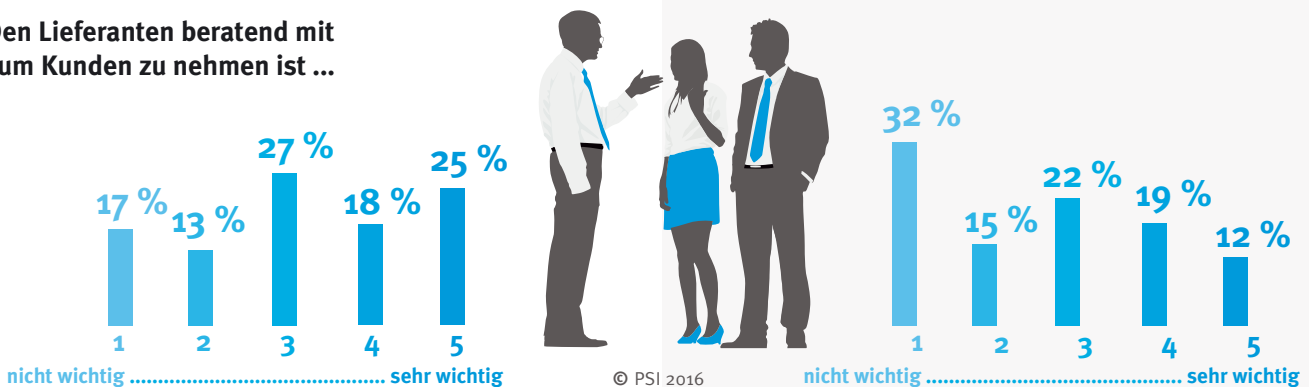 en Lieferanten beratend mit
um Kunden zu nehmen ist ...
17 %
13 %
27 %
18 %
25 %
1 2 3 4 5
nicht wichtig ............................................................ sehr wichtig
© PSI 2016
32 %
15 %
22 %
19 %
12 %
1 2 3 4 5
nicht wichtig ............................................................ sehr wichtig